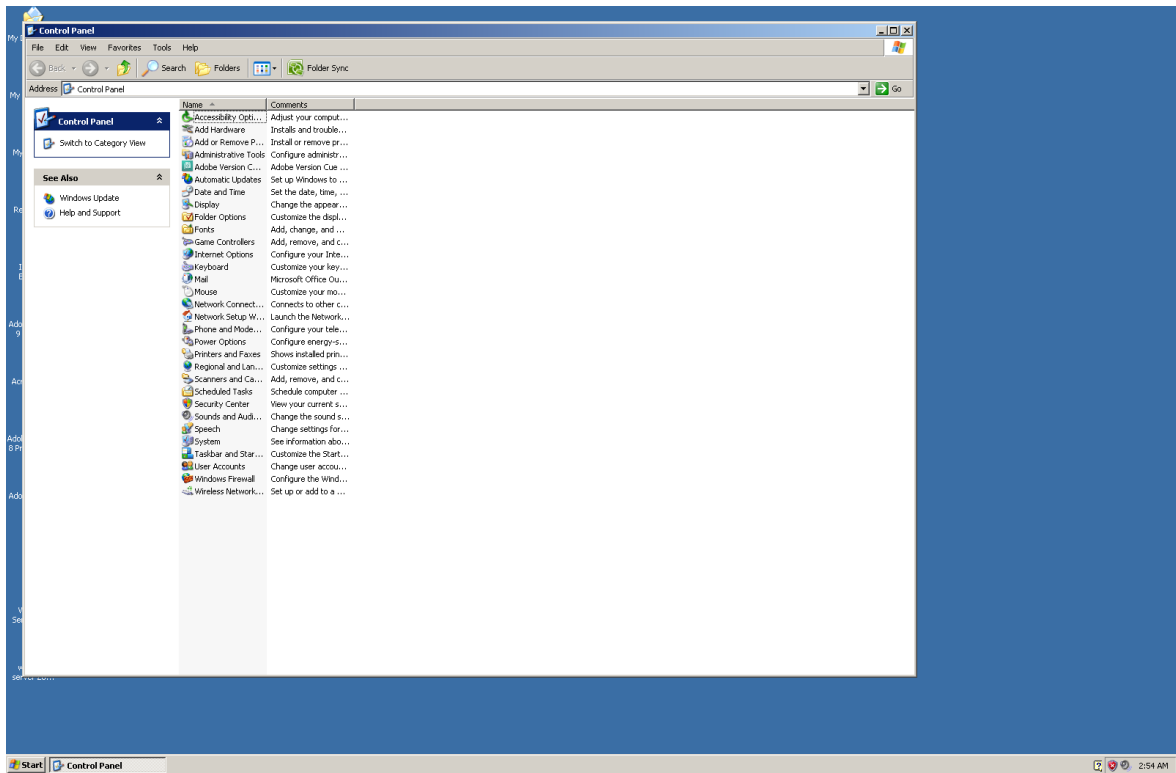 Control Panel
File Edit View Favorites Tools Help
Back Search Folders Folder Sync
Address Control Panel Go
Control Panel
Switch to Category View
See Also
Windows Update
Help and Support
Name Comments
Accessibility Opti... Adjust your comput...
Add Hardware Installs and trouble...
Add or Remove P... Install or remove pr...
Administrative Tools Configure administr...
Adobe Version C... Adobe Version Cue ...
Automatic Updates Set up Windows to ...
Date and Time Set the date, time, ...
Display Change the appear...
Folder Options Customize the displ...
Fonts Add, change, and ...
Game Controllers Add, remove, and c...
Internet Options Configure your Inte...
Keyboard Customize your key...
Mail Microsoft Office Ou...
Mouse Customize your mo...
Network Connect... Connects to other c...
Network Setup W... Launch the Network...
Phone and Mode... Configure your tele...
Power Options Configure energy-s...
Printers and Faxes Shows installed prin...
Regional and Lan... Customize settings ...
Scanners and Ca... Add, remove, and c...
Scheduled Tasks Schedule computer ...
Security Center View your current s...
Sounds and Audi... Change the sound s...
Speech Change settings for...
System See information abo...
Taskbar and Star... Customize the Start...
User Accounts Change user accou...
Windows Firewall Configure the Wind...
Wireless Network... Set up or add to a ...
Start Control Panel 2:54 AM